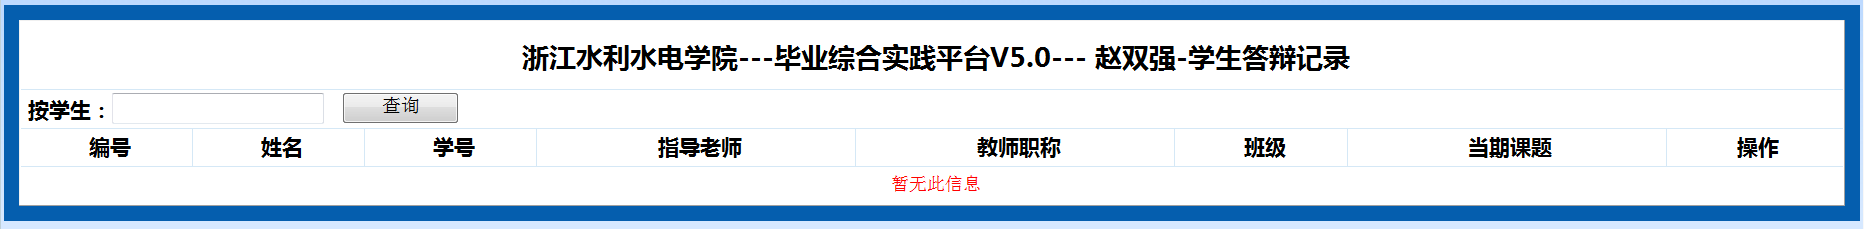 浙江水利水电学院---毕业综合实践平台V5.0--- 赵双强-学生答辩记录
按学生： 查询
编号 姓名 学号 指导老师 教师职称 班级 当期课题 操作
暂无此信息